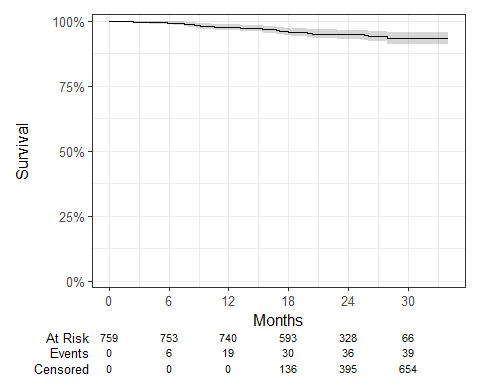 100%
75%
50%
25%
0%
Survival
0 6 12 18 24 30
Months
At Risk 759 753 740 593 328 66
Events 0 6 19 30 36 39
Censored 0 0 0 136 395 654